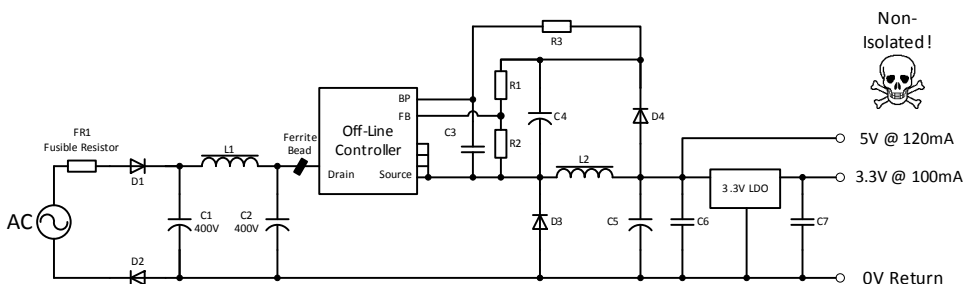 Non-
Isolated!
R3
BP
R1
FB
C3
C4
D4
FR1
Fusible Resistor
L1
Ferrite
Bead
Off-Line
Controller
R2
5V @ 120mA
D1
Drain
Source
L2
3.3V LDO
3.3V @ 100mA
AC
C1
400V
C2
400V
D3
C5
C6
C7
D2
0V Return